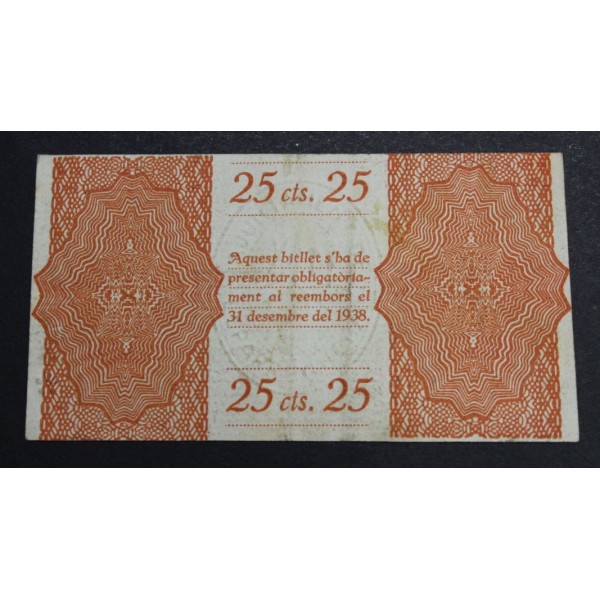 25 cts. 25
Aquest bitllet s'ha de
presentar obligatòria-
ment al reembors el
31 desembre del 1938.
25 cts. 25